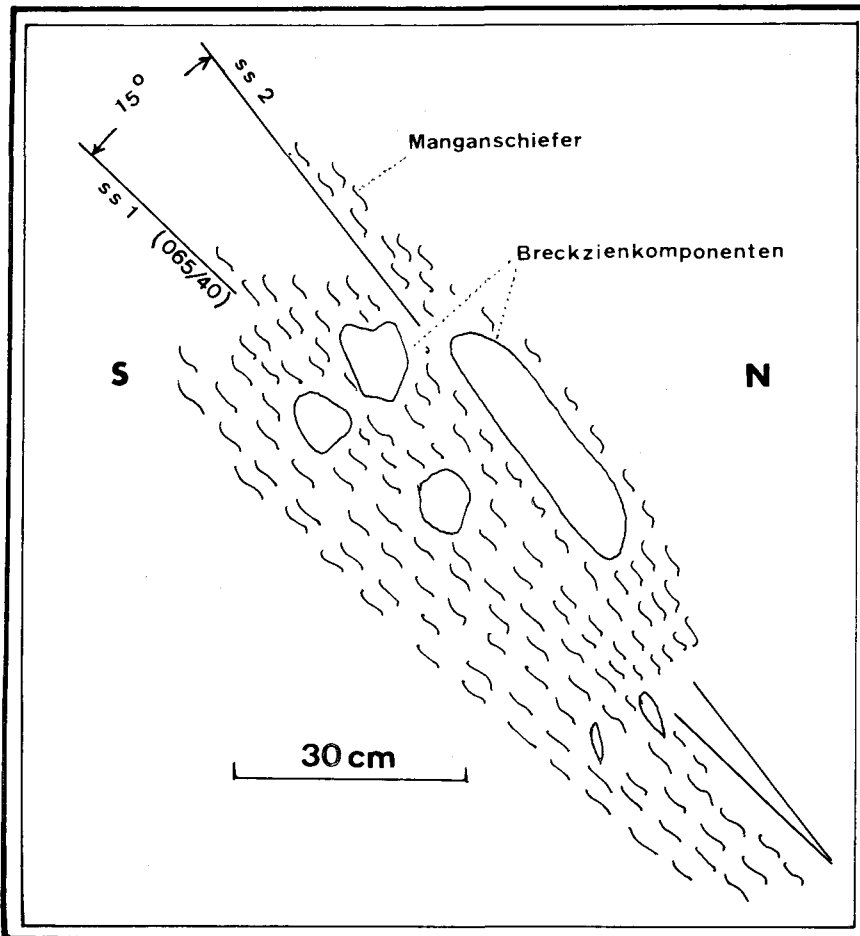 15°
ss 2
ss 1 (065/40)
Manganschiefer
Breckzienkomponenten
S
N
30 cm